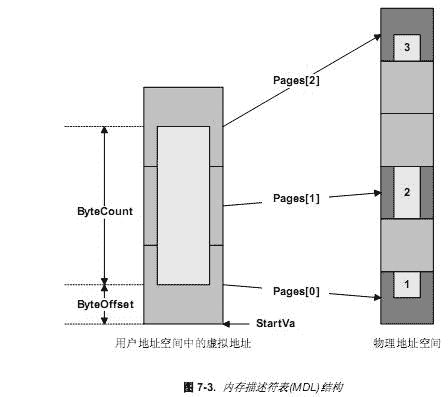 3
Pages[2]
2
Pages[1]
ByteCount
1
Pages[0]
ByteOffset
StartVa
用户地址空间中的虚拟地址
物理地址空间
图 7-3. 内存描述符表(MDL)结构